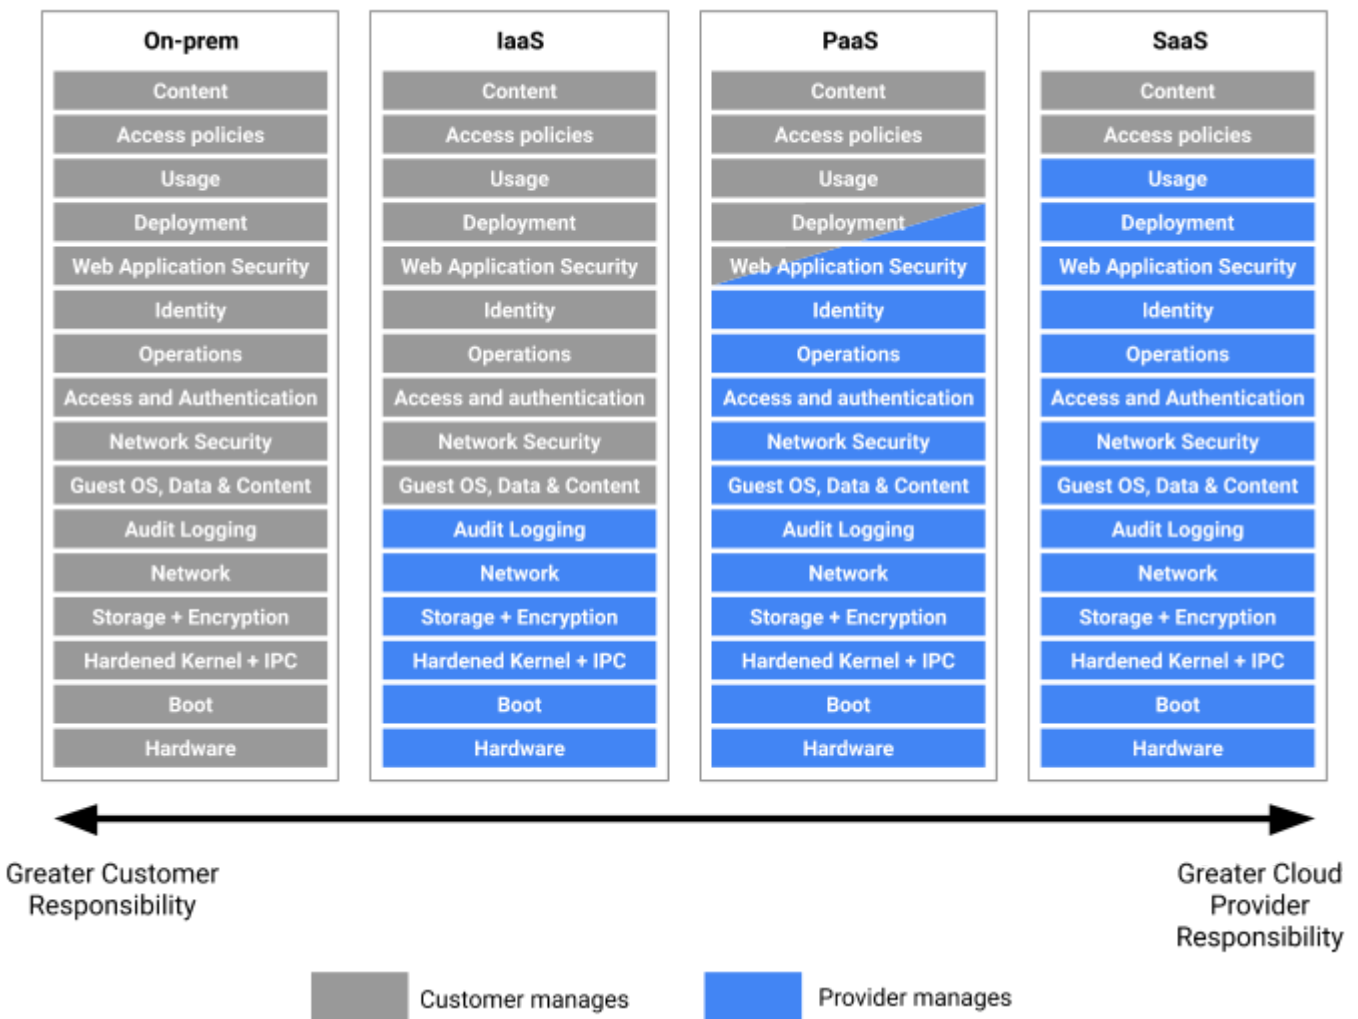 On-prem
Content
Access policies
Usage
Deployment
Web Application Security
Identity
Operations
Access and Authentication
Network Security
Guest OS, Data & Content
Audit Logging
Network
Storage + Encryption
Hardened Kernel + IPC
Boot
Hardware
IaaS
Content
Access policies
Usage
Deployment
Web Application Security
Identity
Operations
Access and authentication
Network Security
Guest OS, Data & Content
Audit Logging
Network
Storage + Encryption
Hardened Kernel + IPC
Boot
Hardware
PaaS
Content
Access policies
Usage
Deployment
Web Application Security
Identity
Operations
Access and authentication
Network Security
Guest OS, Data & Content
Audit Logging
Network
Storage + Encryption
Hardened Kernel + IPC
Boot
Hardware
SaaS
Content
Access policies
Usage
Deployment
Web Application Security
Identity
Operations
Access and Authentication
Network Security
Guest OS, Data & Content
Audit Logging
Network
Storage + Encryption
Hardened Kernel + IPC
Boot
Hardware
Greater Customer
Responsibility
Greater Cloud
Provider
Responsibility
Customer manages
Provider manages